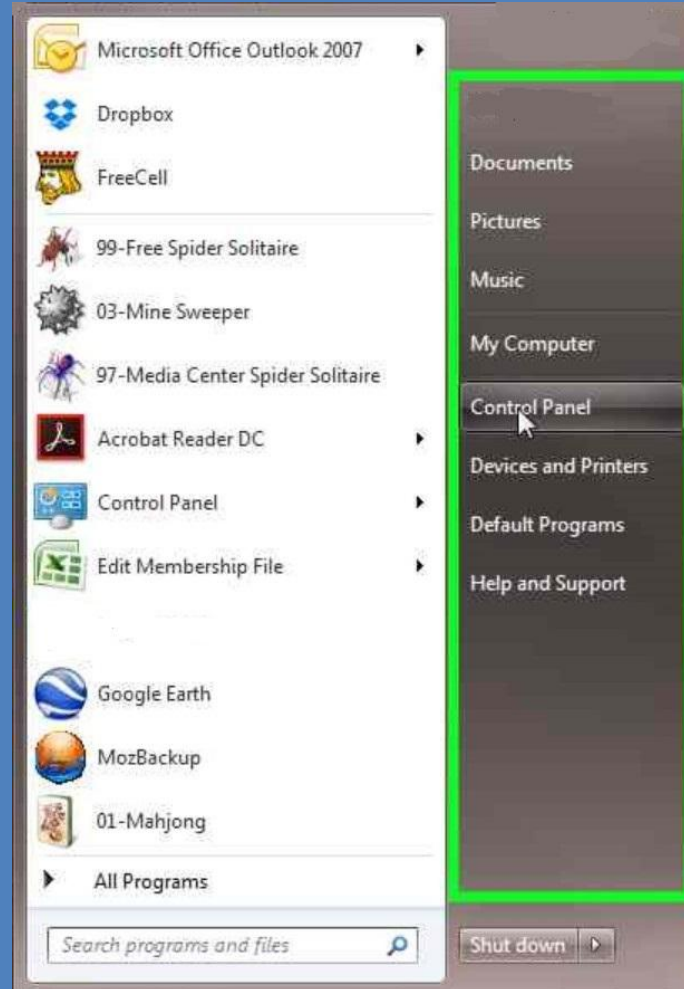 Microsoft Office Outlook 2007
Dropbox
FreeCell
99-Free Spider Solitaire
03-Mine Sweeper
97-Media Center Spider Solitaire
Acrobat Reader DC
Control Panel
Edit Membership File
Google Earth
MozBackup
01-Mahjong
All Programs
Search programs and files
Documents
Pictures
Music
My Computer
Control Panel
Devices and Printers
Default Programs
Help and Support
Shut down